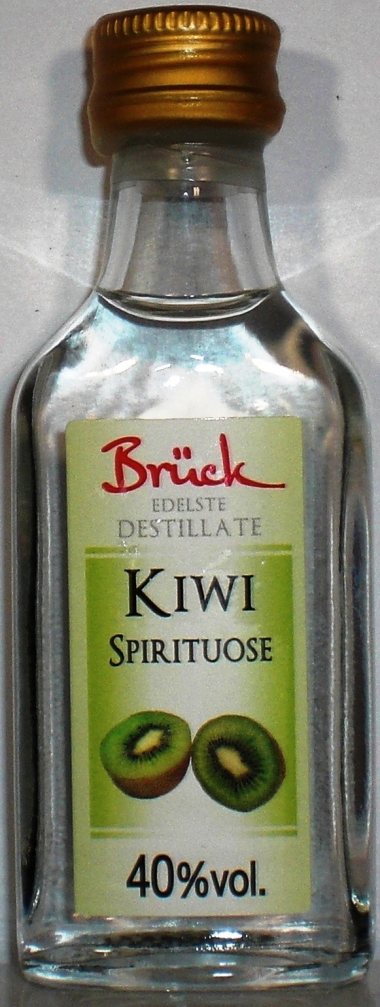 Brück
EDELSTE
DESTILLATE
KIWI
SPIRITUOSE
40%vol.